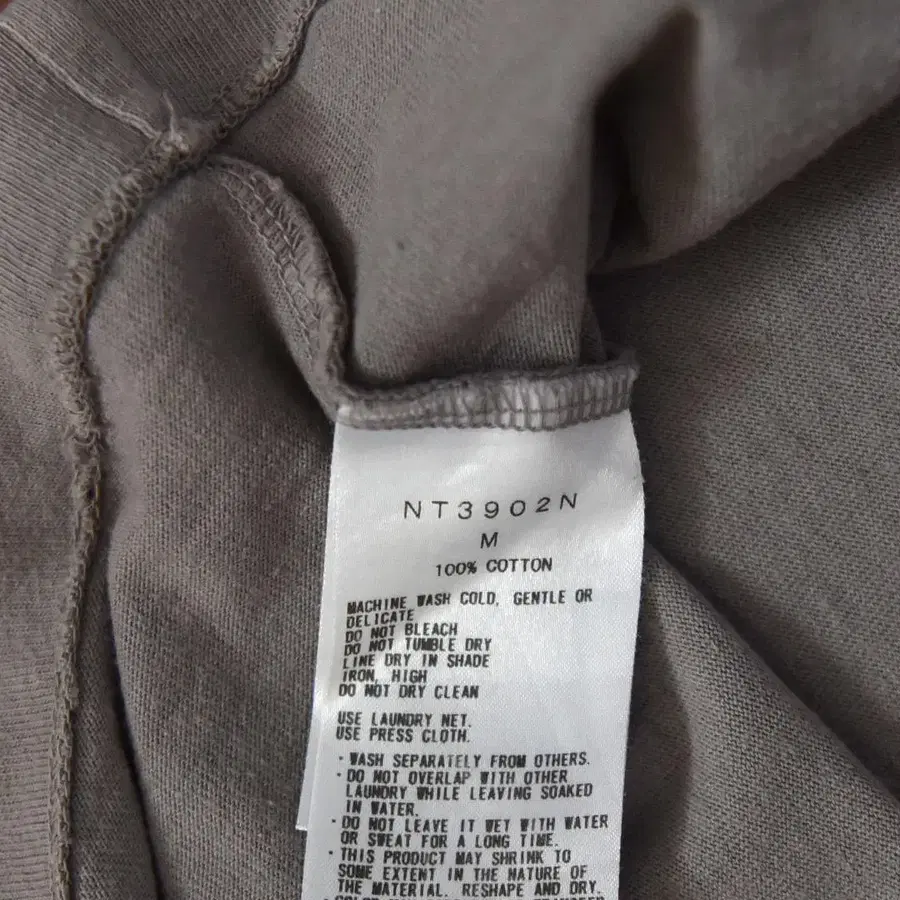 NT3902N
M
100% COTTON
MACHINE WASH COLD, GENTLE OR
DELICATE
DO NOT BLEACH
DO NOT TUMBLE DRY
LINE DRY IN SHADE
IRON, HIGH
DO NOT DRY CLEAN
USE LAUNDRY NET.
USE PRESS CLOTH.
・WASH SEPARATELY FROM OTHERS.
・DO NOT OVERLAP WITH OTHER
LAUNDRY WHILE LEAVING SOAKED
IN WATER.
・DO NOT LEAVE IT WET WITH WATER
OR SWEAT FOR A LONG TIME.
・THIS PRODUCT MAY SHRINK TO
SOME EXTENT IN THE NATURE OF
THE MATERIAL. RESHAPE AND DRY.